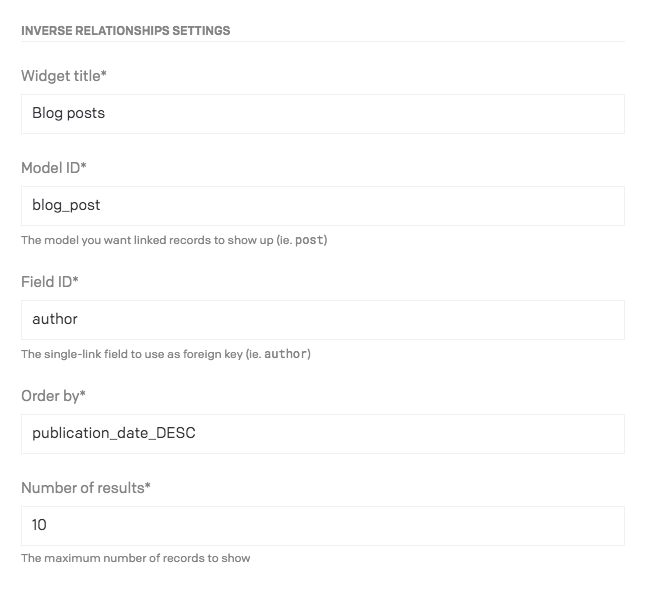 INVERSE RELATIONSHIPS SETTINGS
Widget title*
Blog posts
Model ID*
blog_post
The model you want linked records to show up (ie. post)
Field ID*
author
The single-link field to use as foreign key (ie. author)
Order by*
publication_date_DESC
Number of results*
10
The maximum number of records to show